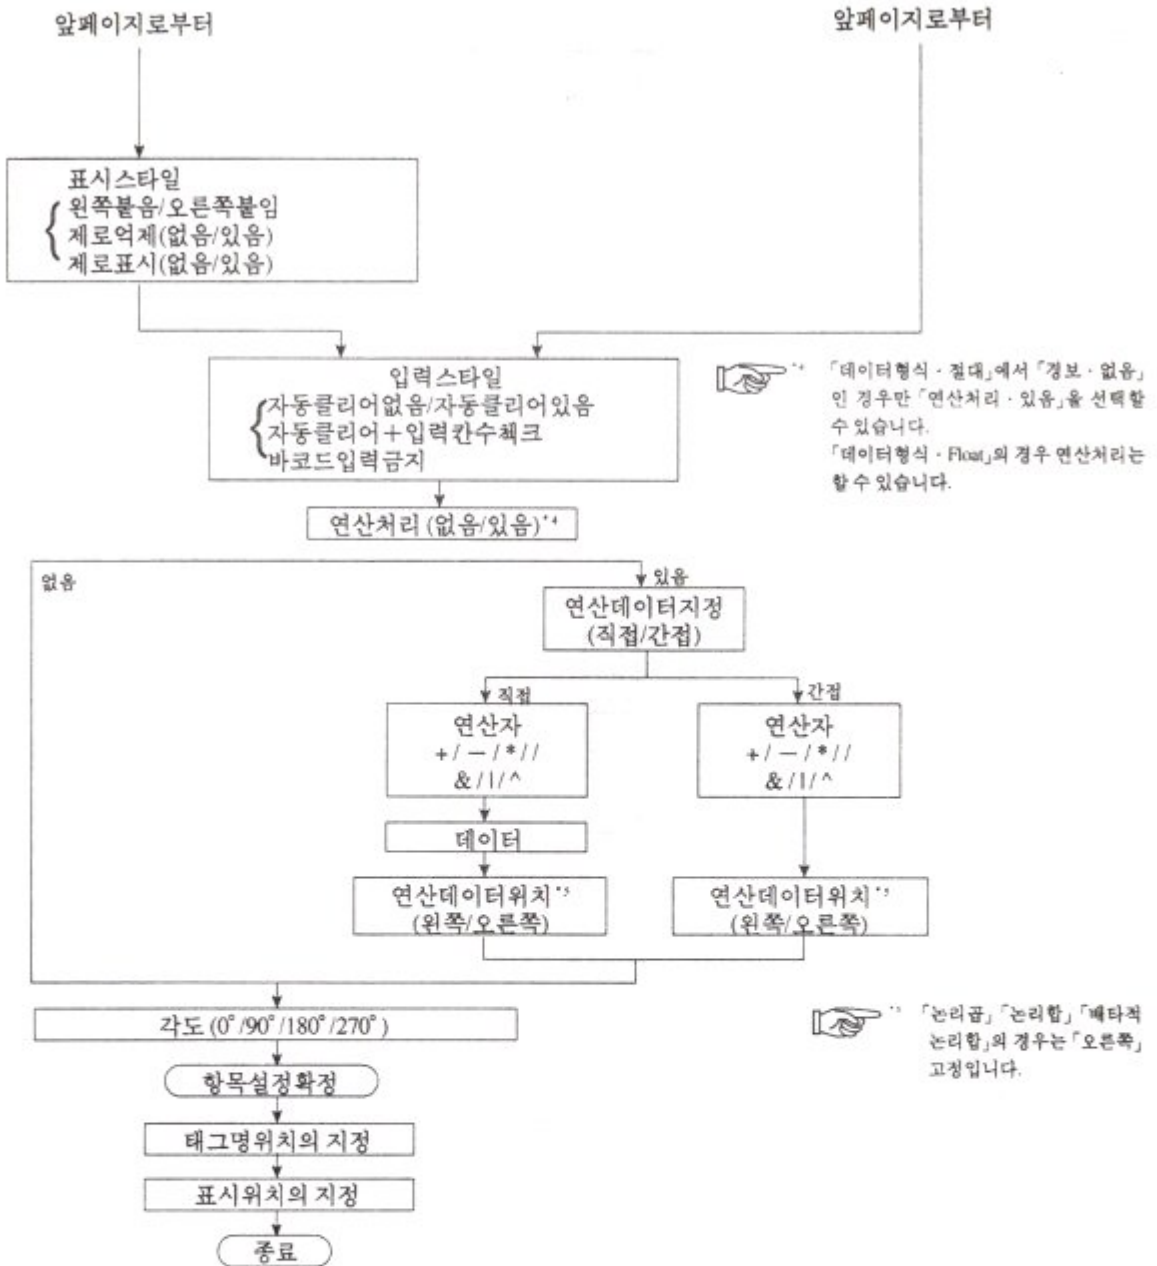 앞페이지로부터
앞페이지로부터
표시스타일
왼쪽붙음/오른쪽붙임
제로억제(없음/있음)
제로표시(없음/있음)
입력스타일
자동클리어없음/자동클리어있음
자동클리어+입력칸수체크
바코드입력금지
*4 「데이터형식 · 절대」에서 「경보 · 없음」
인 경우만 「연산처리 · 있음」을 선택할
수 있습니다.
「데이터형식 · Float」의 경우 연산처리는
할 수 있습니다.
연산처리 (없음/있음)*4
없음
있음
연산데이터지정
(직접/간접)
직접
간접
연산자
+/ − / * //
& / | / ^
연산자
+/ − / * //
& / | / ^
데이터
연산데이터위치*5
(왼쪽/오른쪽)
연산데이터위치*5
(왼쪽/오른쪽)
각도 (0°/90°/180°/270°)
*5 「논리곱」「논리합」「배타적
논리합」의 경우는 「오른쪽」
고정입니다.
항목설정확정
태그명위치의 지정
표시위치의 지정
종료